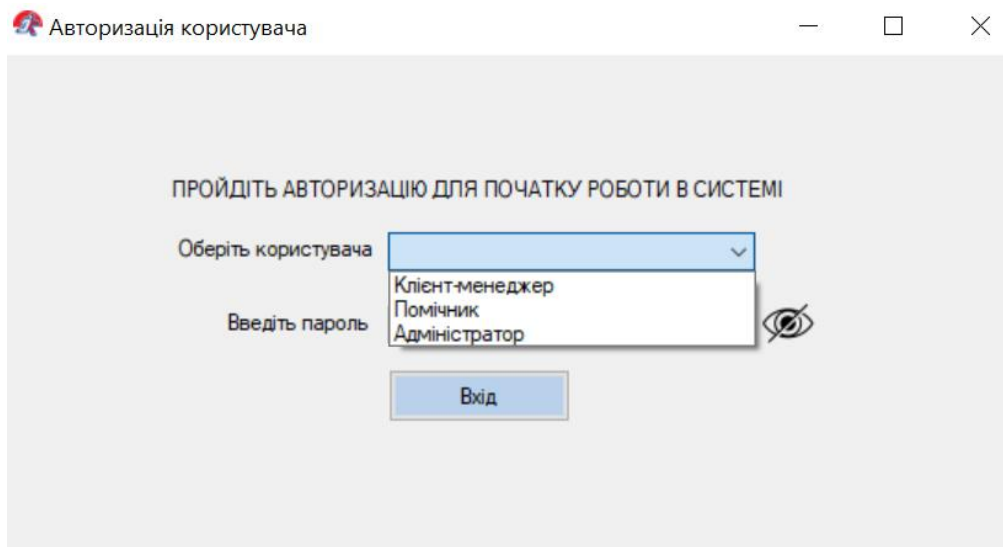 Авторизація користувача
ПРОЙДІТЬ АВТОРИЗАЦІЮ ДЛЯ ПОЧАТКУ РОБОТИ В СИСТЕМІ
Оберіть користувача
Клієнт-менеджер
Помічник
Введіть пароль
Адміністратор
Вхід